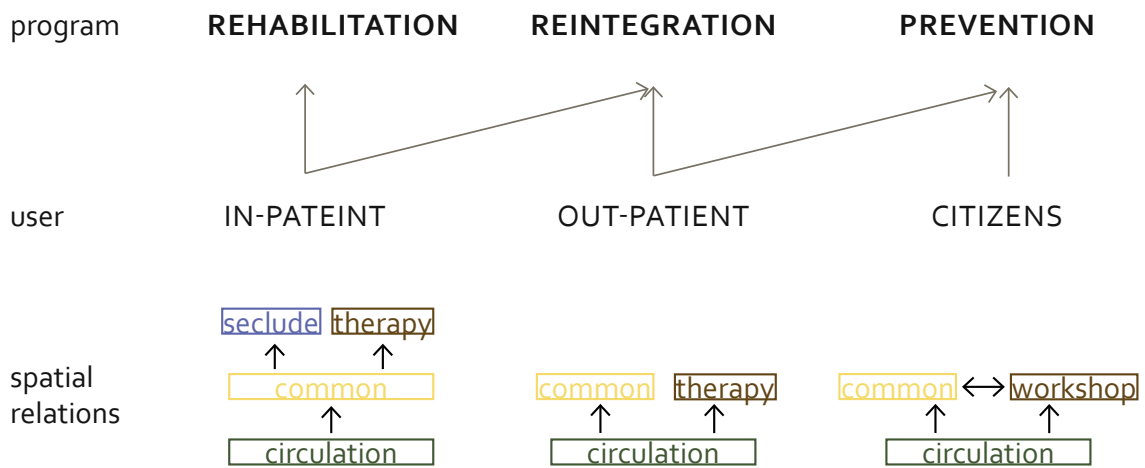 program REHABILITATION REINTEGRATION PREVENTION
user IN-PATEINT OUT-PATIENT CITIZENS
seclude therapy
spatial relations
common common therapy common workshop
circulation circulation circulation